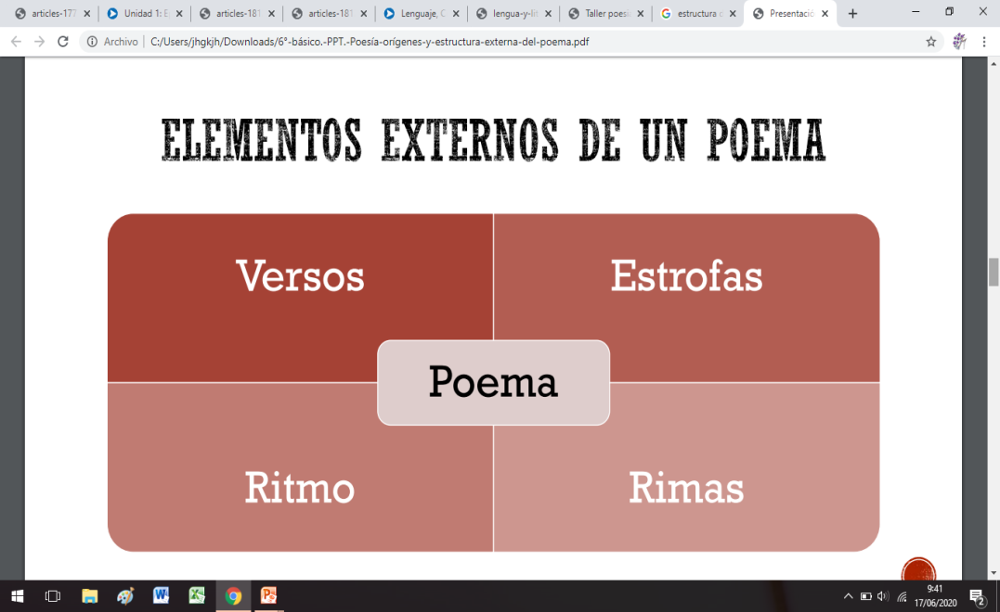 articles-177
Unidad 1: E
articles-181
articles-181
Lenguaje, C
lengua-y-lit
Taller poesi
estructura d
Presentació
Archivo
C:/Users/jhgkjh/Downloads/6°-básico.-PPT.-Poesía-orígenes-y-estructura-externa-del-poema.pdf
ELEMENTOS EXTERNOS DE UN POEMA
Versos
Estrofas
Poema
Ritmo
Rimas
9:41
17/06/2020
2